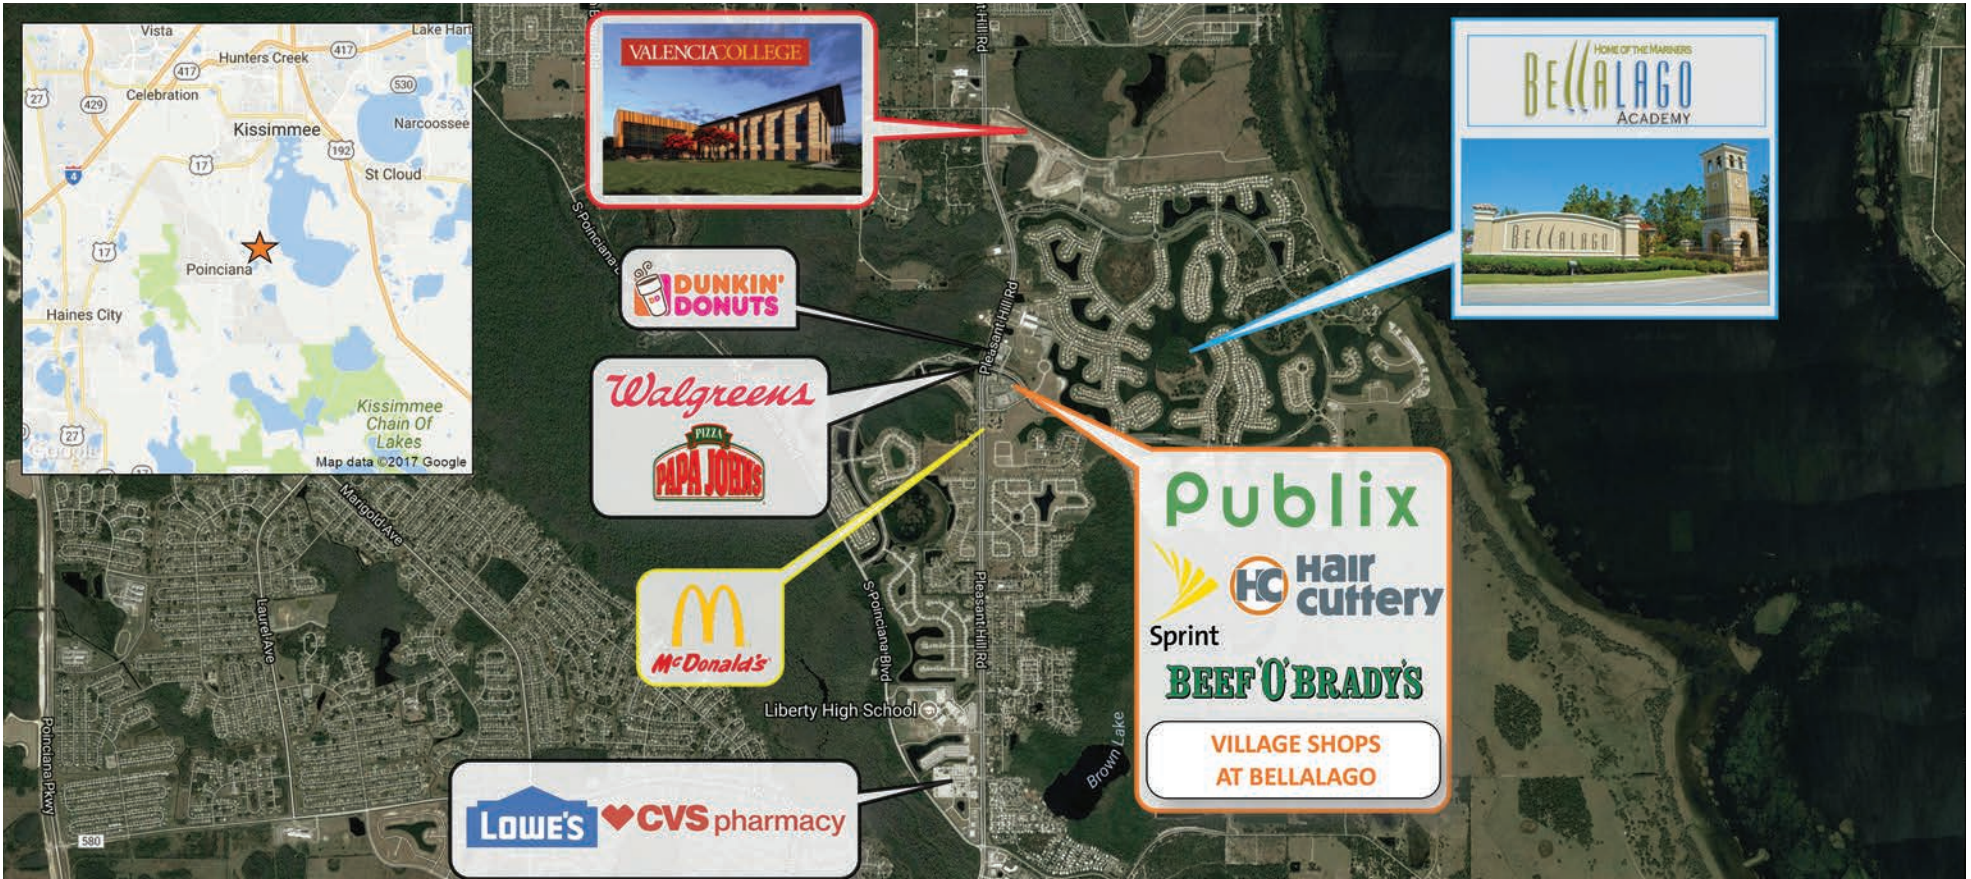 Vista
Lake Hart
Hunters Creek
417
417
530
27
429
Celebration
Narcoossee
Kissimmee
192
17
4
St Cloud
17
Poinciana
Haines City
Kissimmee
Chain Of
Lakes
27
Google
Map data ©2017 Google
VALENCIACOLLEGE
t Hill Rd
HOME OF THE MARINERS
BELLALAGO
ACADEMY
BELLALAGO
S Poinciana B
DUNKIN'
DONUTS
Pleasant Hill Rd
Walgreens
PIZZA
PAPA JOHNS
Publix
HC Hair
cuttery
Sprint
BEEF 'O' BRADY'S
VILLAGE SHOPS
AT BELLALAGO
McDonald's
Marigold Ave
Laurel Ave
S Poinciana Blvd
Pleasant Hill Rd
Liberty High School
Brown Lake
Poinciana Pkwy
580
LOWE'S
CVS pharmacy